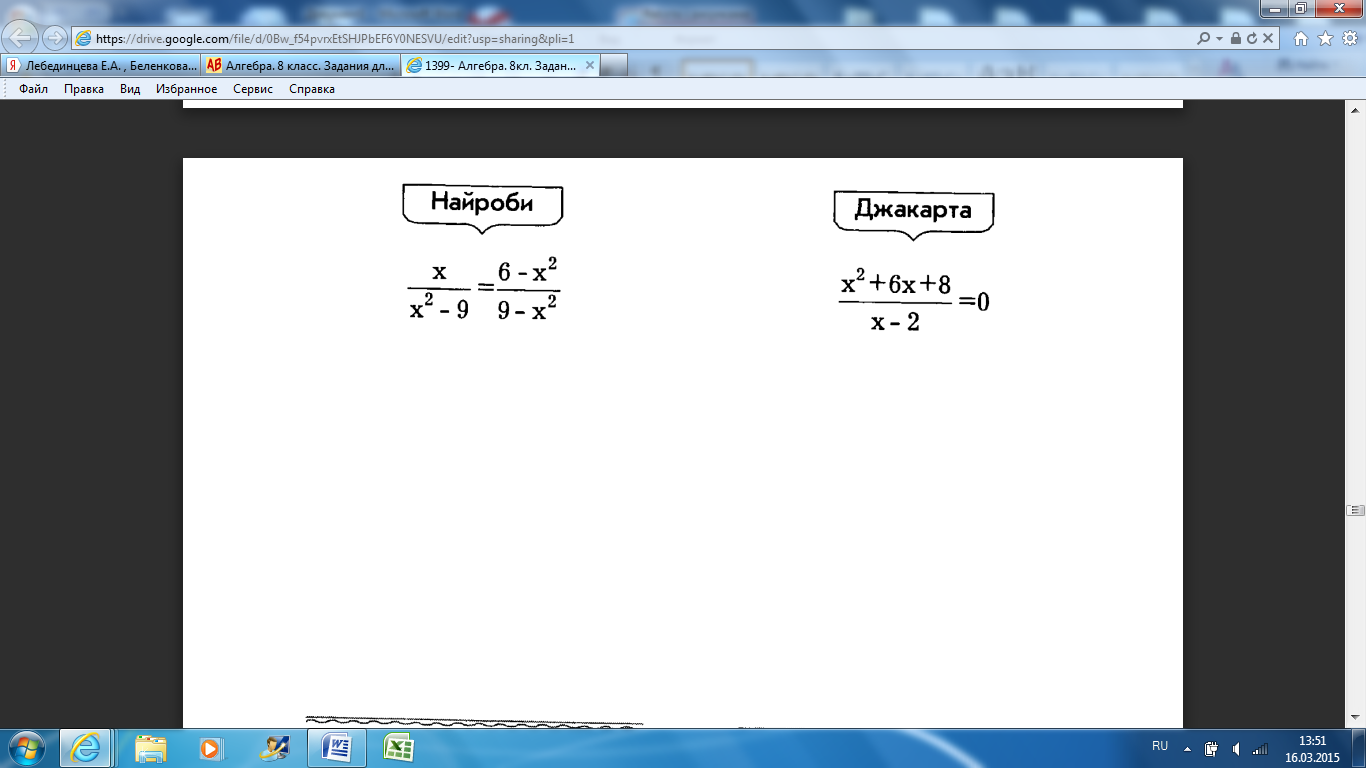 https://drive.google.com/file/d/0Bw_f54pvrxEtSHJPbEF6Y0NESVU/edit?usp=sharing&pli=1
Лебединцева Е.А. , Беленкова... Алгебра. 8 класс. Задания дл... 1399- Алгебра. 8кл. Задан...
Файл Правка Вид Избранное Сервис Справка
Найроби Джакарта
x/(x² - 9) = (6 - x²)/(9 - x²)
(x² + 6x + 8)/(x - 2) = 0
RU 13:51
16.03.2015